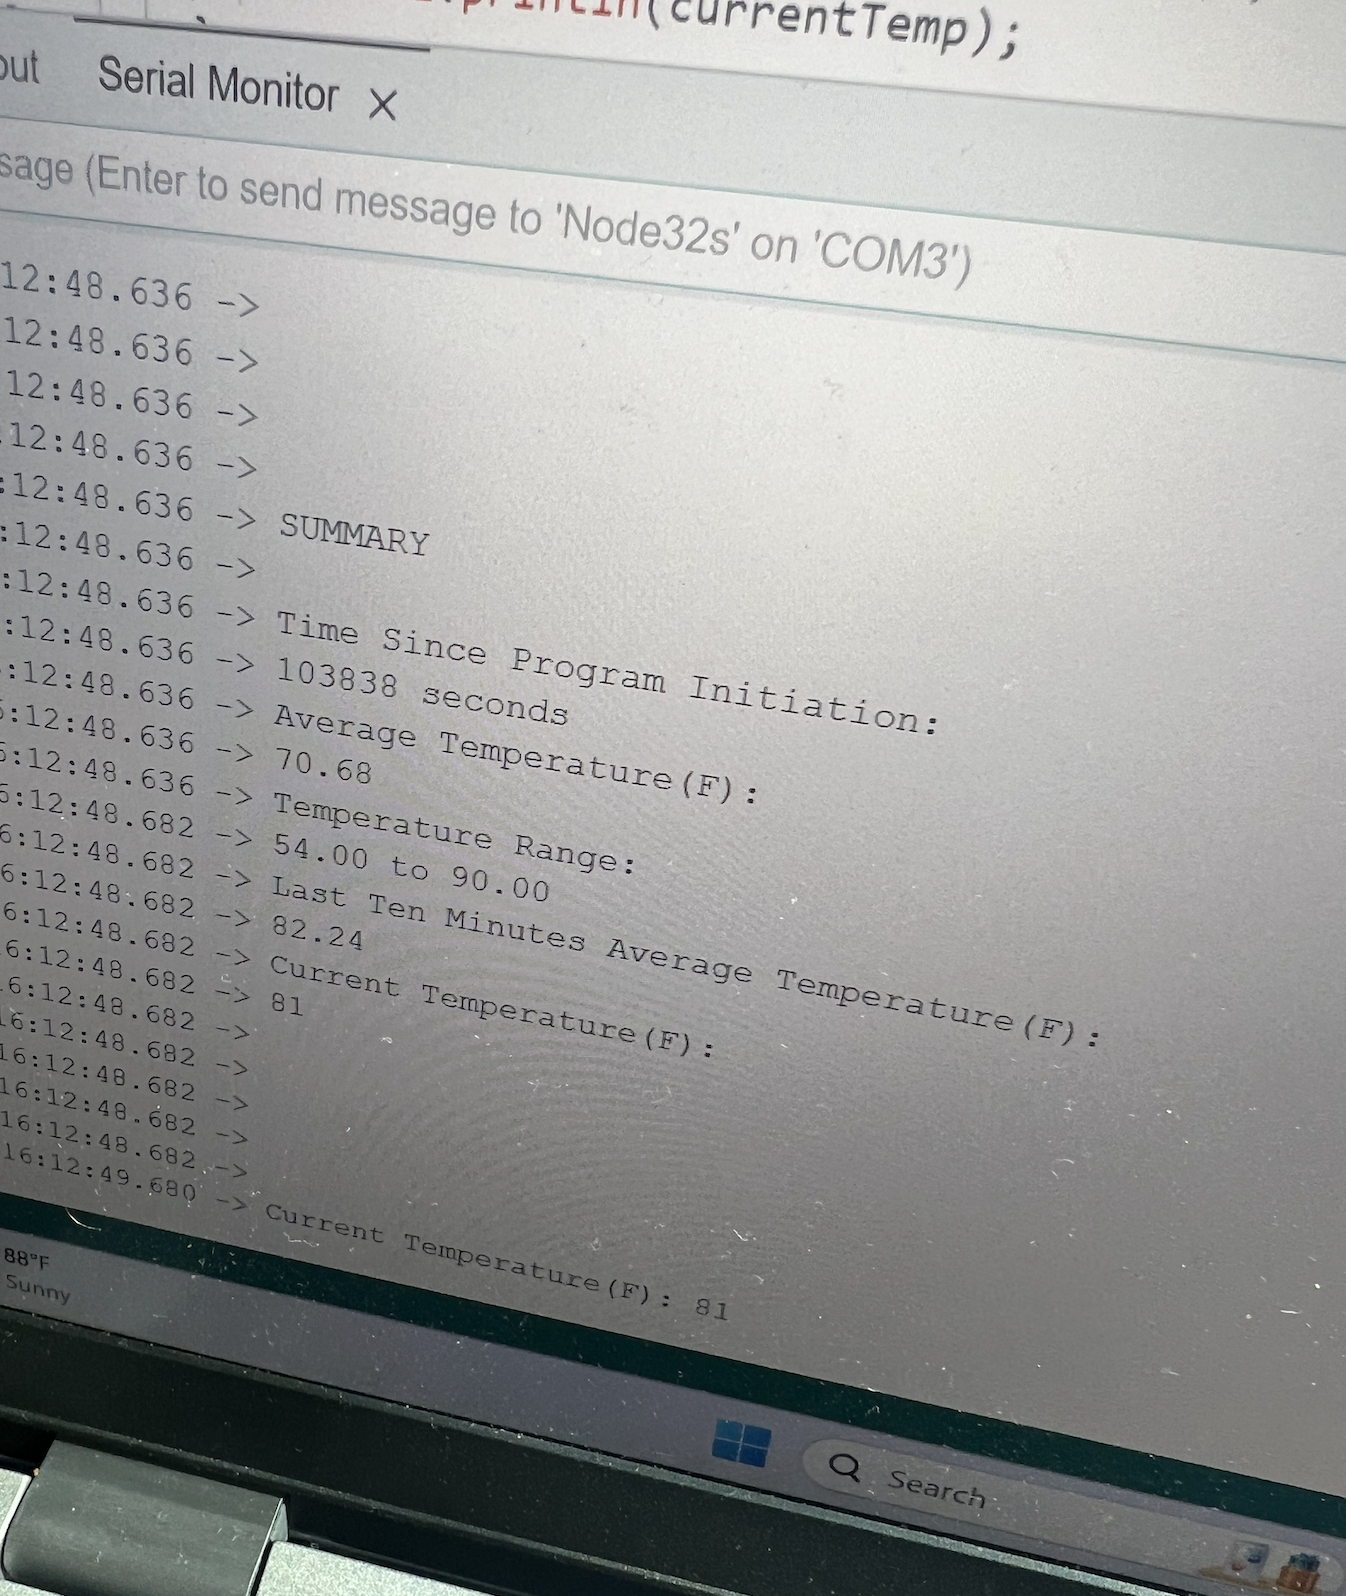 println(currentTemp);
Serial Monitor X
(Enter to send message to 'Node32s' on 'COM3')
12:48.636 ->
12:48.636 ->
12:48.636 ->
12:48.636 ->
:12:48.636 -> SUMMARY
:12:48.636 ->
:12:48.636 -> Time Since Program Initiation:
:12:48.636 -> 103838 seconds
:12:48.636 -> Average Temperature(F):
:12:48.636 -> 70.68
6:12:48.636 -> Temperature Range:
6:12:48.682 -> 54.00 to 90.00
6:12:48.682 -> Last Ten Minutes Average Temperature(F):
6:12:48.682 -> 82.24
6:12:48.682 -> Current Temperature(F):
6:12:48.682 -> 81
6:12:48.682 ->
16:12:48.682 ->
16:12:48.682 ->
16:12:48.682 ->
16:12:48.682 ->
16:12:49.680 -> Current Temperature(F): 81
88°F
Sunny
Search